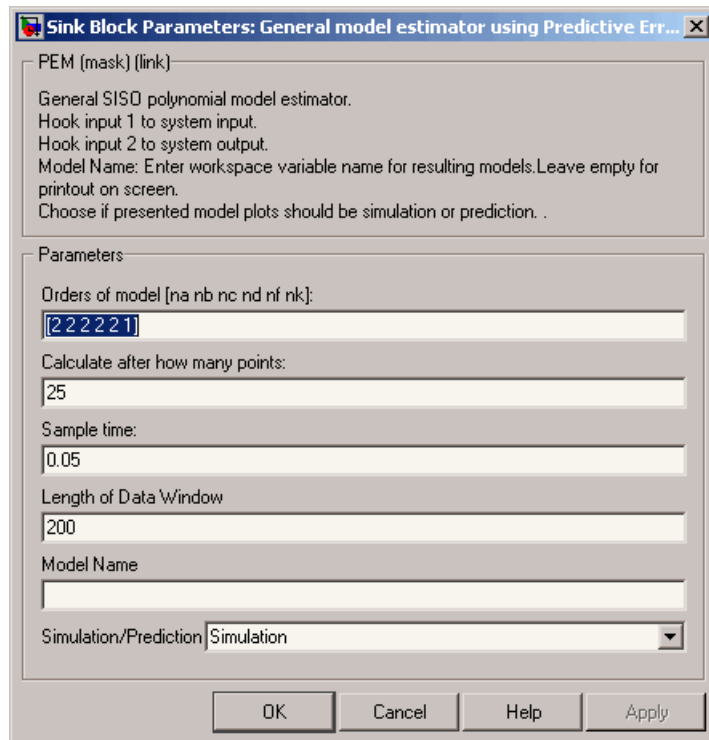 Sink Block Parameters: General model estimator using Predictive Err...
PEM (mask) (link)
General SISO polynomial model estimator.
Hook input 1 to system input.
Hook input 2 to system output.
Model Name: Enter workspace variable name for resulting models.Leave empty for
printout on screen.
Choose if presented model plots should be simulation or prediction. .
Parameters
Orders of model [na nb nc nd nf nk]:
[2 2 2 2 2 1]
Calculate after how many points:
25
Sample time:
0.05
Length of Data Window
200
Model Name
Simulation/Prediction Simulation
OK Cancel Help Apply